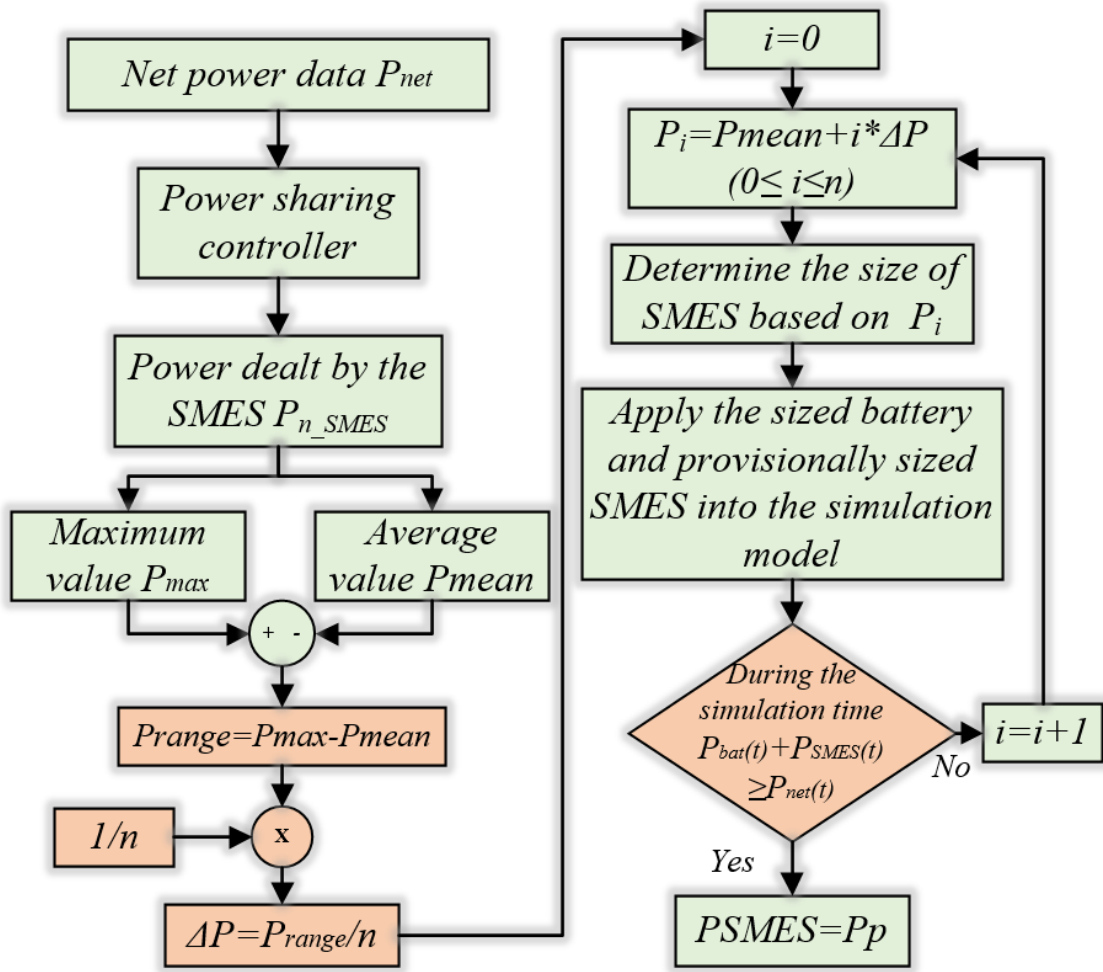 Net power data Pnet
Power sharing
controller
Power dealt by the
SMES Pn_SMES
Maximum
value Pmax
Average
value Pmean
+ -
Prange=Pmax-Pmean
1/n
x
ΔP=Prange/n
i=0
Pi=Pmean+i*ΔP
(0≤ i≤n)
Determine the size of
SMES based on Pi
Apply the sized battery
and provisionally sized
SMES into the simulation
model
During the
simulation time
Pbat(t)+PSMES(t)
≥Pnet(t)
No
i=i+1
Yes
PSMES=Pp